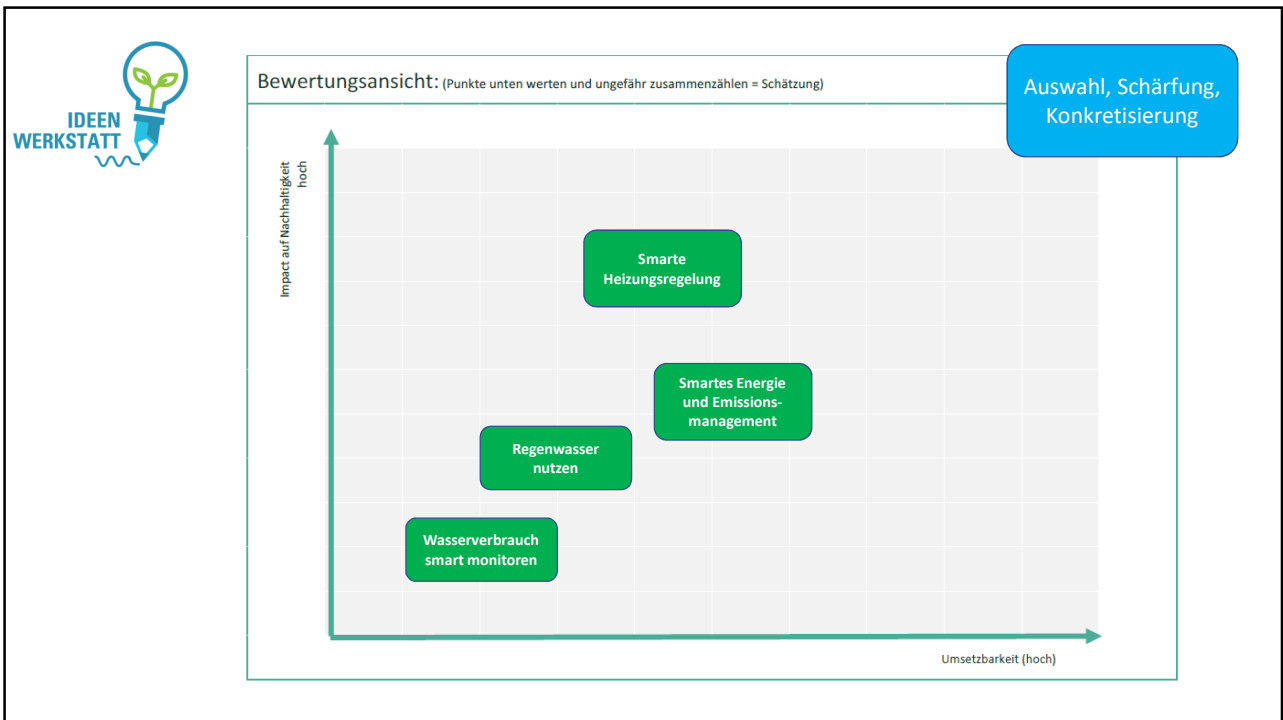 IDEEN
WERKSTATT
Bewertungsansicht: (Punkte unten werten und ungefähr zusammenzählen = Schätzung)
Auswahl, Schärfung,
Konkretisierung
Impact auf Nachhaltigkeit
hoch
Smarte
Heizungsregelung
Smartes Energie
und Emissions-
management
Regenwasser
nutzen
Wasserverbrauch
smart monitoren
Umsetzbarkeit (hoch)